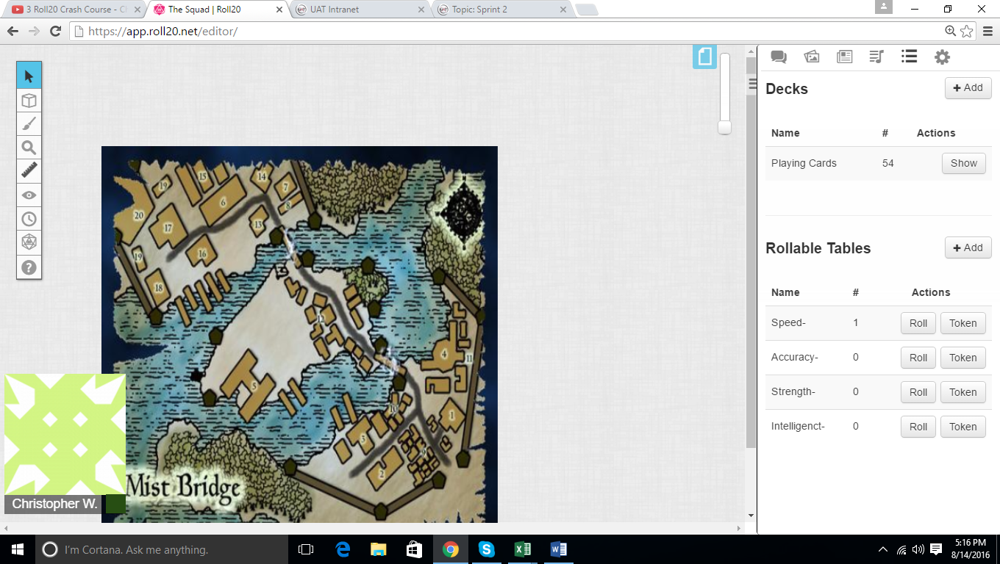 3 Roll20 Crash Course - Cl
The Squad | Roll20
UAT Intranet
Topic: Sprint 2
https://app.roll20.net/editor/
Decks
+ Add
Name # Actions
Playing Cards 54 Show
Rollable Tables
+ Add
Name # Actions
Speed- 1 Roll Token
Accuracy- 0 Roll Token
Strength- 0 Roll Token
Intelligenct- 0 Roll Token
19
15
14
7
6
8
20
17
13
16
19
18
12
4
11
5
10
1
3
9
2
Mist Bridge
Christopher W.
I'm Cortana. Ask me anything.
5:16 PM
8/14/2016